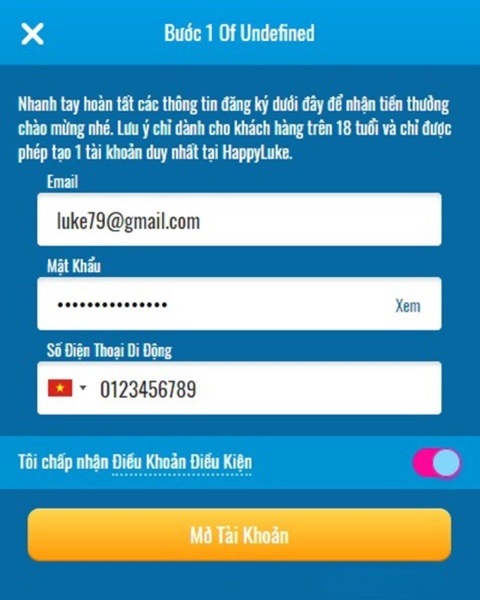 Bước 1 Of Undefined
Nhanh tay hoàn tất các thông tin đăng ký dưới đây để nhận tiền thưởng
chào mừng nhé. Lưu ý chỉ dành cho khách hàng trên 18 tuổi và chỉ được
phép tạo 1 tài khoản duy nhất tại HappyLuke.
Email
luke79@gmail.com
Mật Khẩu
••••••••••••••• Xem
Số Điện Thoại Di Động
0123456789
Tôi chấp nhận Điều Khoản Điều Kiện
Mở Tài Khoản